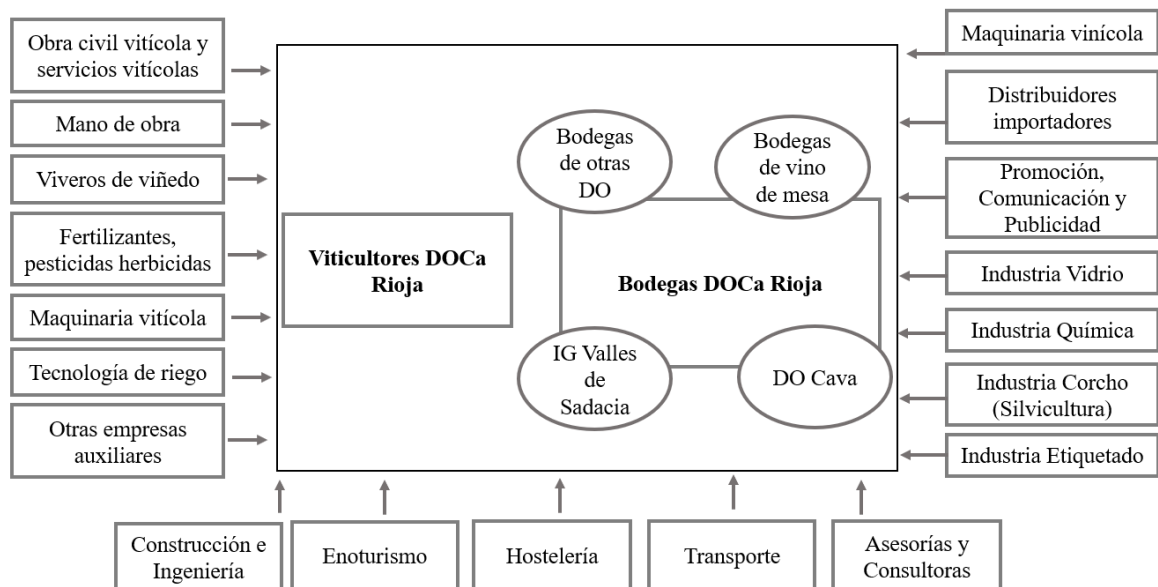 Obra civil vitícola y
servicios vitícolas
Mano de obra
Viveros de viñedo
Fertilizantes,
pesticidas herbicidas
Maquinaria vitícola
Tecnología de riego
Otras empresas
auxiliares
Viticultores DOCa
Rioja
Bodegas
de otras
DO
Bodegas
de vino
de mesa
Bodegas DOCa Rioja
IG Valles
de
Sadacia
DO Cava
Maquinaria vinícola
Distribuidores
importadores
Promoción,
Comunicación y
Publicidad
Industria Vidrio
Industria Química
Industria Corcho
(Silvicultura)
Industria Etiquetado
Construcción e
Ingeniería
Enoturismo
Hostelería
Transporte
Asesorías y
Consultoras